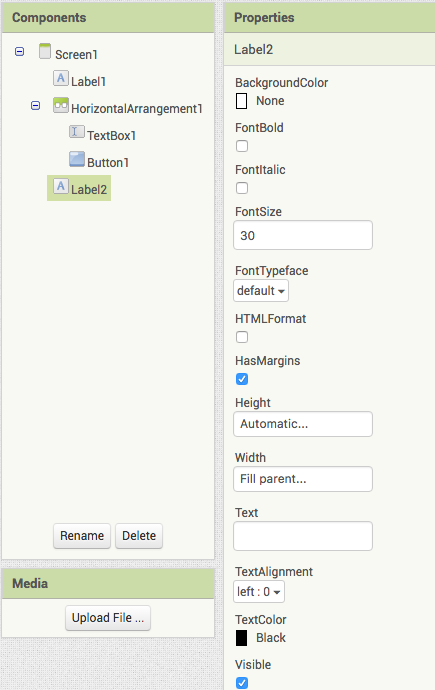 Components
Screen1
A Label1
HorizontalArrangement1
TextBox1
Button1
A Label2
Rename Delete
Media
Upload File ...
Properties
Label2
BackgroundColor
None
FontBold
FontItalic
FontSize
30
FontTypeface
default
HTMLFormat
HasMargins
Height
Automatic...
Width
Fill parent...
Text
TextAlignment
left : 0
TextColor
Black
Visible